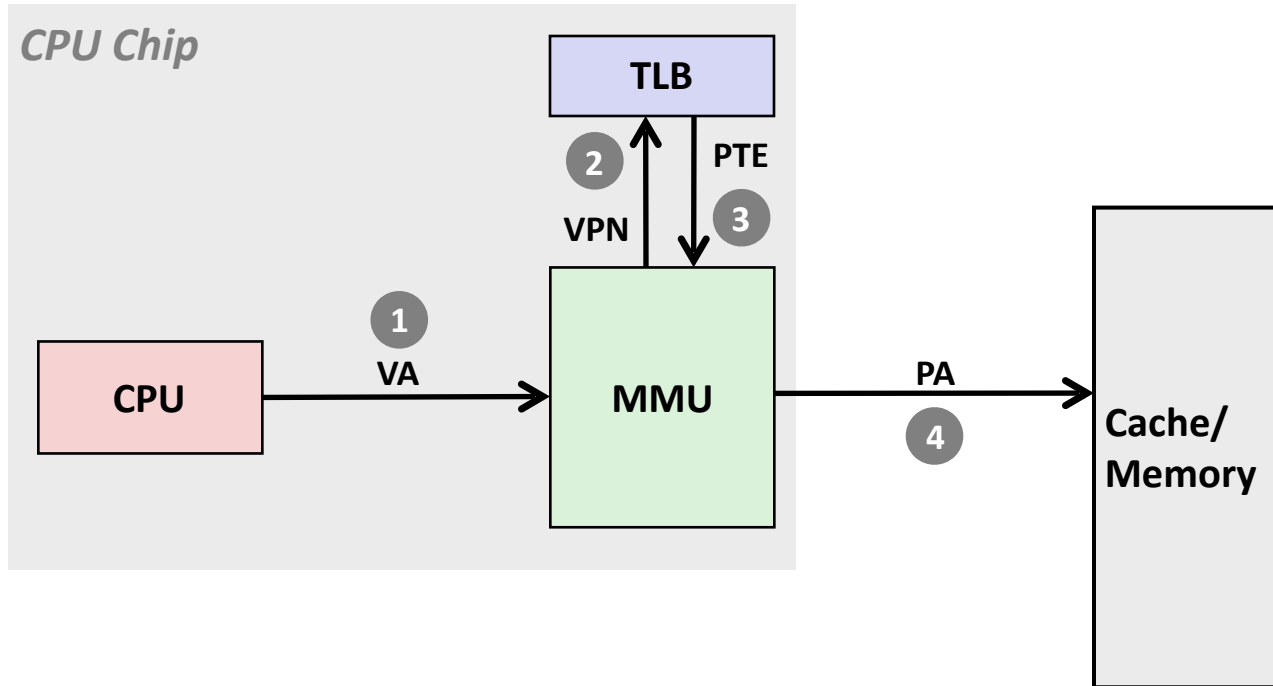 CPU Chip
TLB
2
PTE
VPN
3
1
VA
CPU
MMU
PA
4
Cache/
Memory